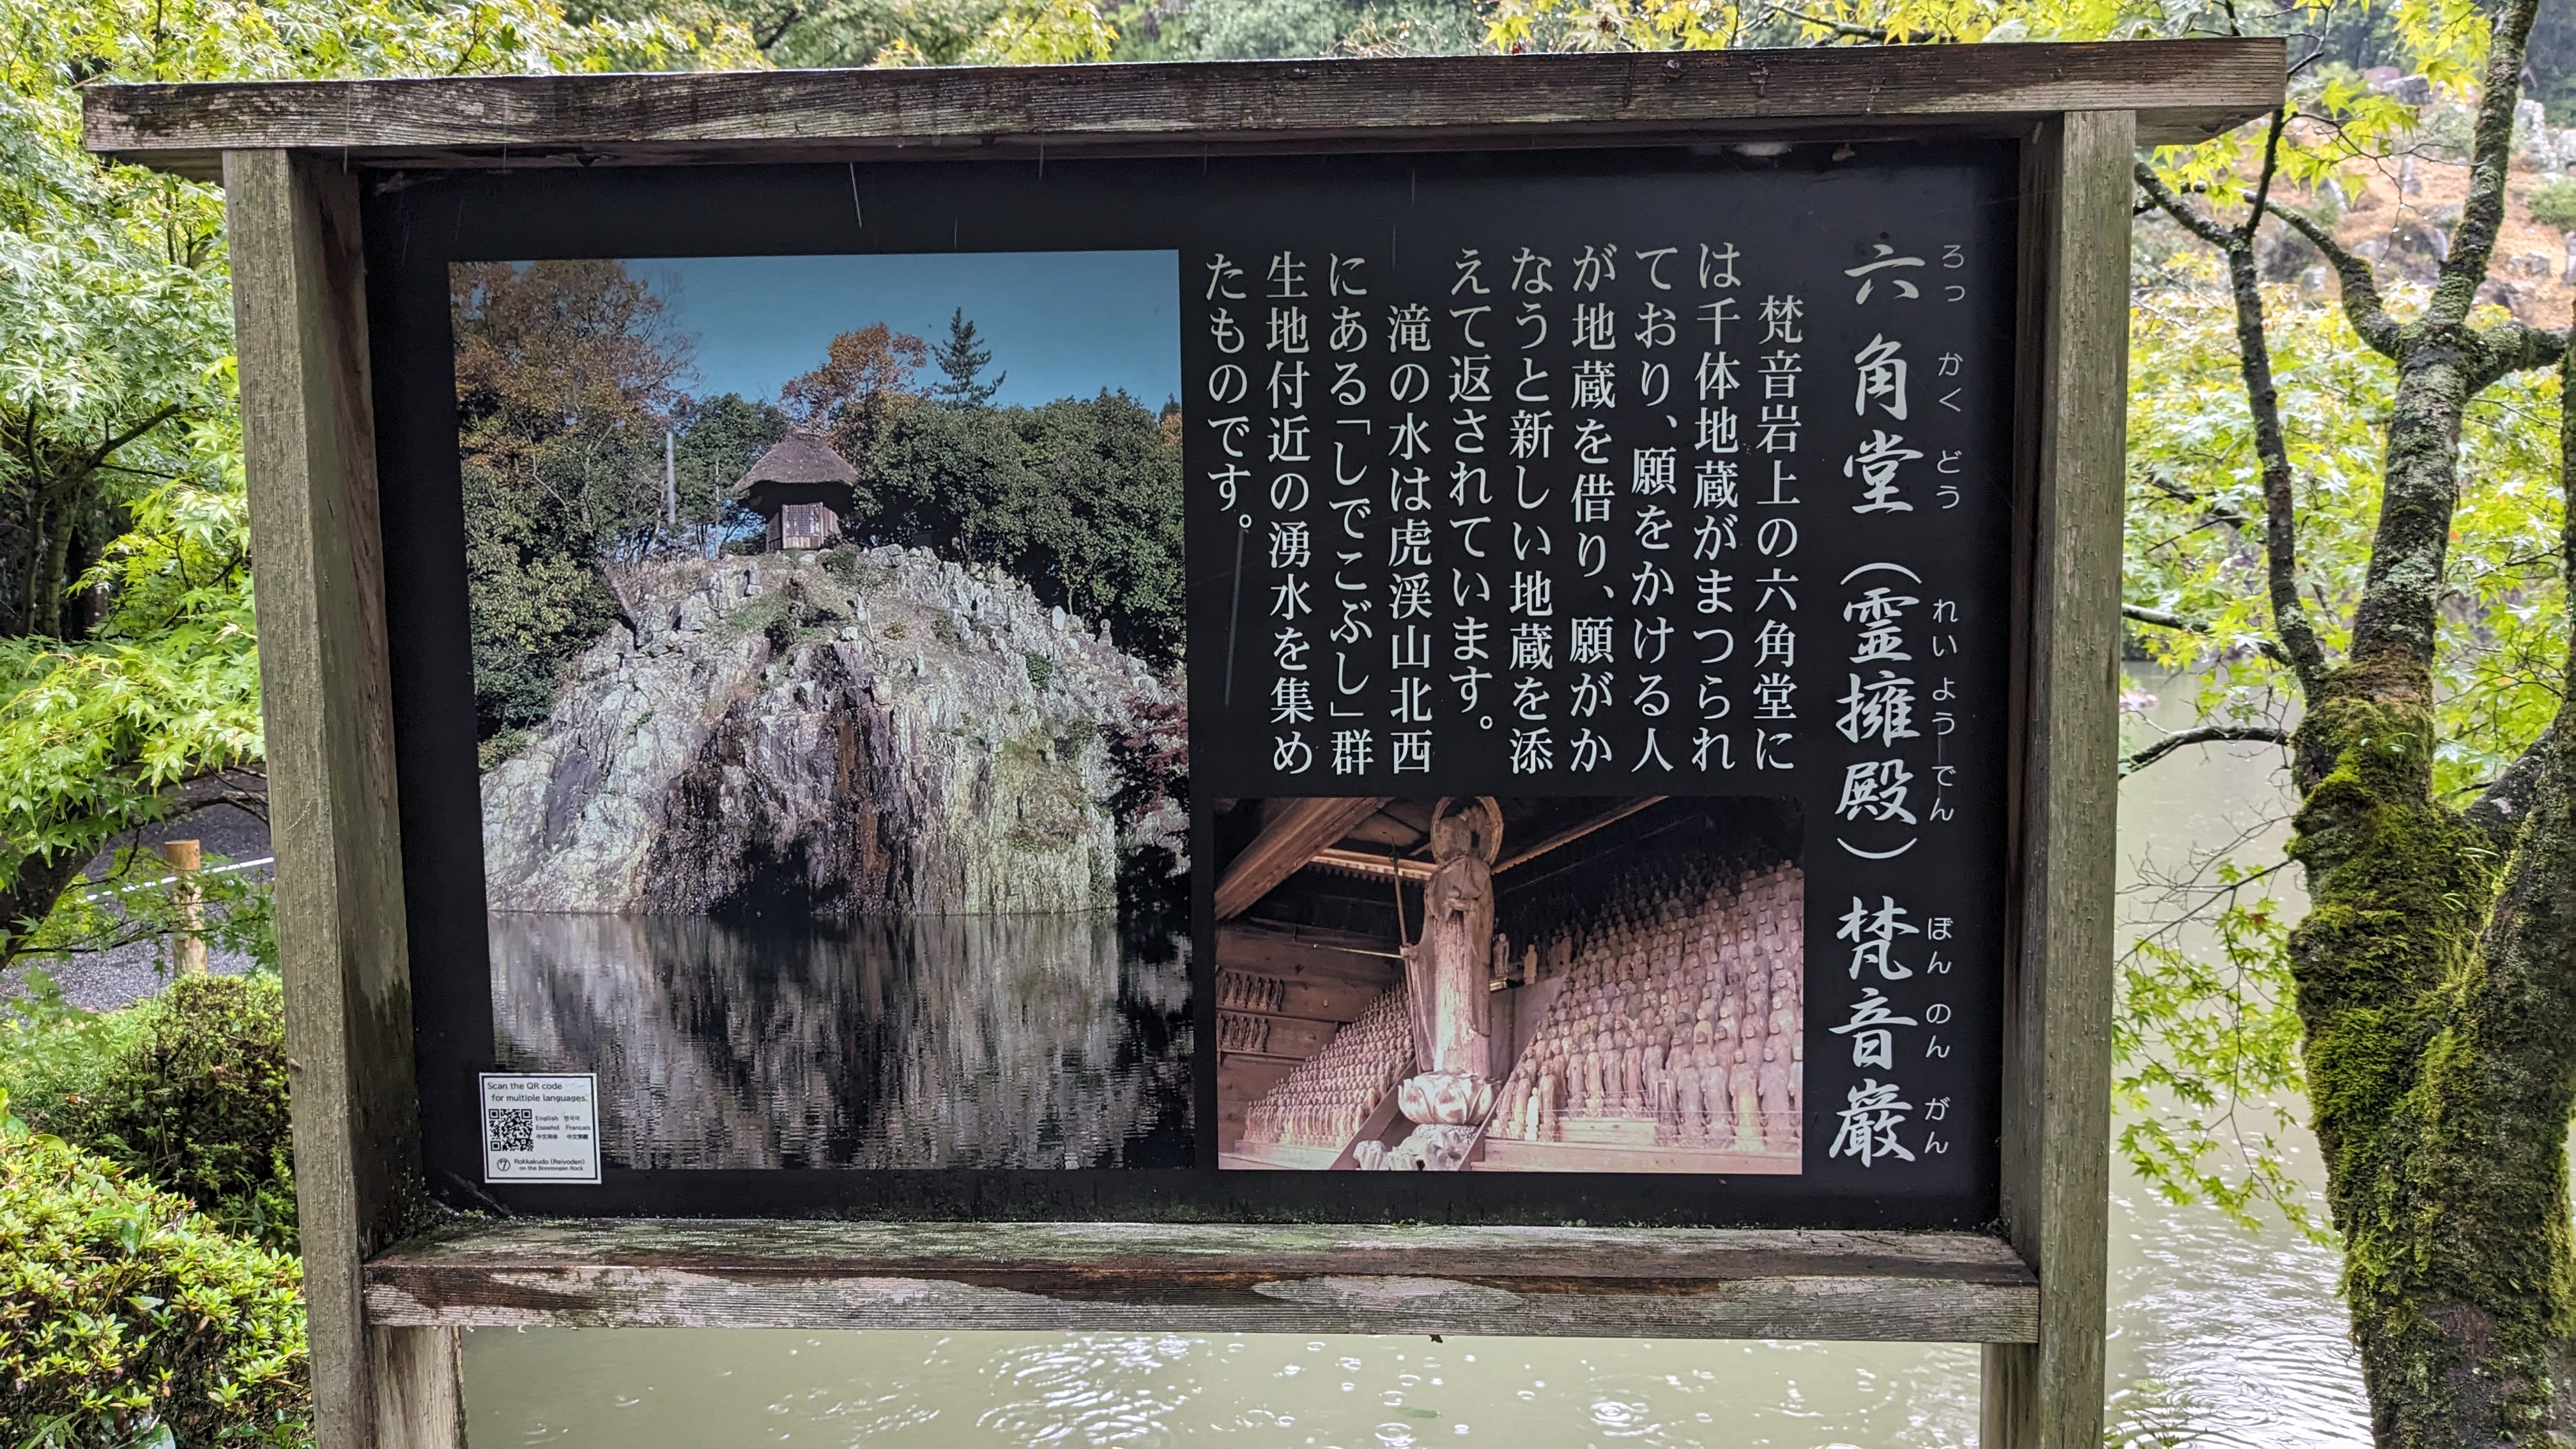 六角堂（霊擁殿）梵音巖
ろっかくどう れいようでん ぼんのんがん
梵音岩上の六角堂に
は千体地蔵がまつられ
ており、願をかける人
が地蔵を借り、願がか
なうと新しい地蔵を添
えて返されています。
滝の水は虎渓山北西
にある「しでこぶし」群
生地付近の湧水を集め
たものです。
Scan the QR code
for multiple languages.
English 한국어
Español Français
中文简体 中文繁體
⑦ Rokkakudo (Reiyoden)
on the Bonnongan Rock